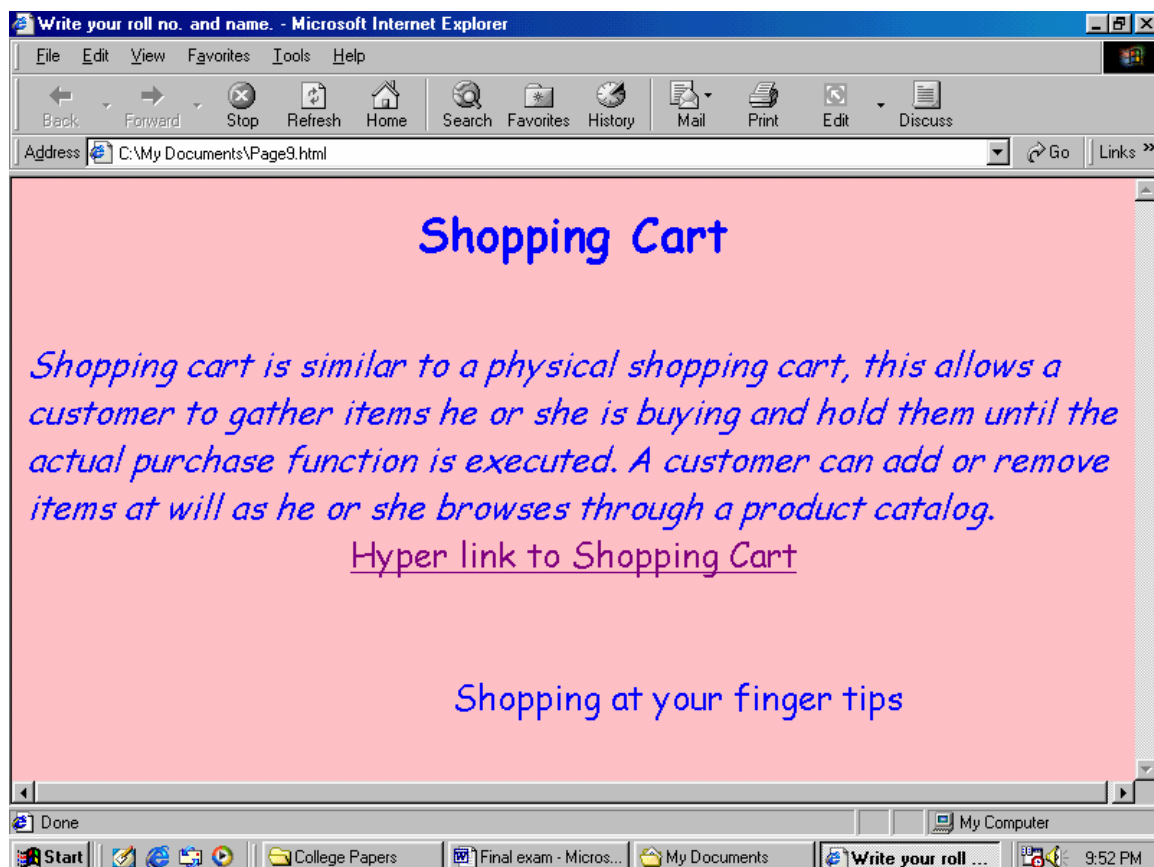 Write your roll no. and name. - Microsoft Internet Explorer
File Edit View Favorites Tools Help
Back Forward Stop Refresh Home Search Favorites History Mail Print Edit Discuss
Address C:\My Documents\Page9.html Go Links »
Shopping Cart
Shopping cart is similar to a physical shopping cart, this allows a
customer to gather items he or she is buying and hold them until the
actual purchase function is executed. A customer can add or remove
items at will as he or she browses through a product catalog.
Hyper link to Shopping Cart
Shopping at your finger tips
Done My Computer
Start College Papers Final exam - Micros... My Documents Write your roll ... 9:52 PM